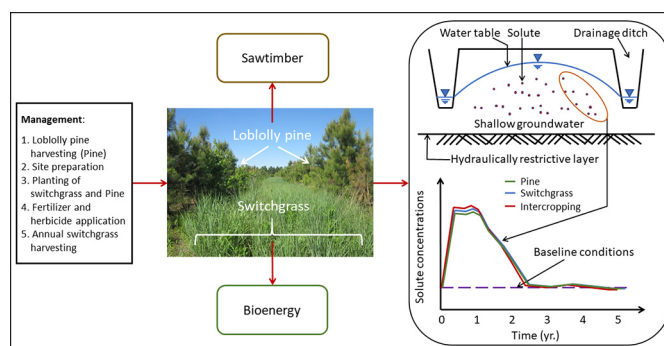 Sawtimber
Management:
1. Loblolly pine
harvesting (Pine)
2. Site preparation
3. Planting of
switchgrass and Pine
4. Fertilizer and
herbicide application
5. Annual switchgrass
harvesting
Loblolly pine
Switchgrass
Bioenergy
Water table
Solute
Drainage ditch
Shallow groundwater
Hydraulically restrictive layer
Pine
Switchgrass
Intercropping
Baseline conditions
Solute concentrations
0 1 2 3 4 5
Time (yr.)